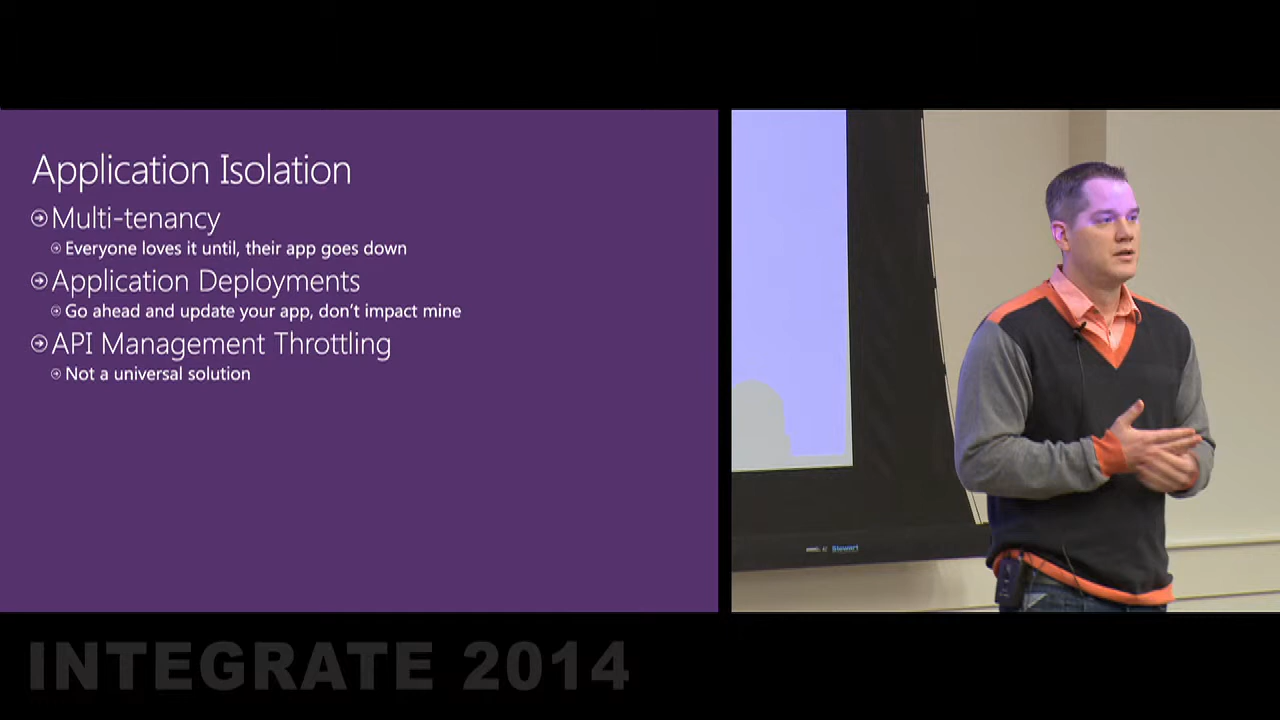 Application Isolation
Multi-tenancy
Everyone loves it until, their app goes down
Application Deployments
Go ahead and update your app, don't impact mine
API Management Throttling
Not a universal solution
Stewart
INTEGRATE 2014